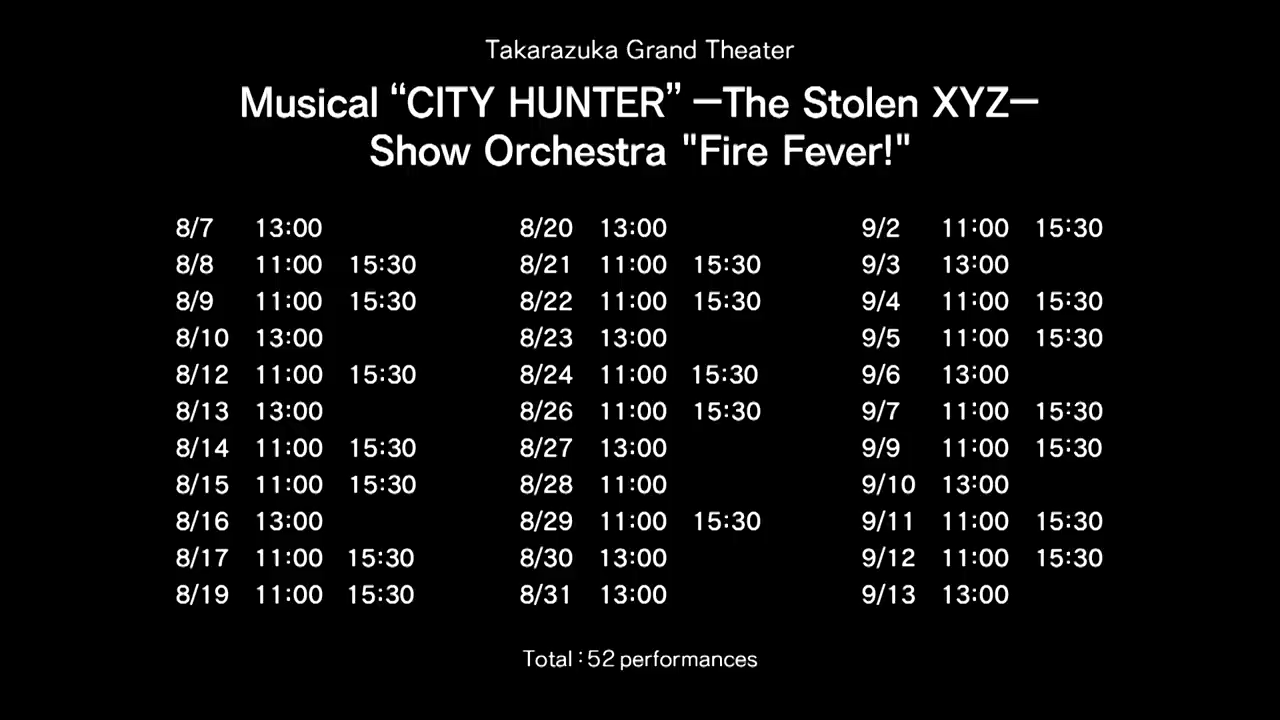 Takarazuka Grand Theater
Musical “CITY HUNTER” —The Stolen XYZ—
Show Orchestra "Fire Fever!"
8/7 13:00
8/8 11:00 15:30
8/9 11:00 15:30
8/10 13:00
8/12 11:00 15:30
8/13 13:00
8/14 11:00 15:30
8/15 11:00 15:30
8/16 13:00
8/17 11:00 15:30
8/19 11:00 15:30
8/20 13:00
8/21 11:00 15:30
8/22 11:00 15:30
8/23 13:00
8/24 11:00 15:30
8/26 11:00 15:30
8/27 13:00
8/28 11:00
8/29 11:00 15:30
8/30 13:00
8/31 13:00
9/2 11:00 15:30
9/3 13:00
9/4 11:00 15:30
9/5 11:00 15:30
9/6 13:00
9/7 11:00 15:30
9/9 11:00 15:30
9/10 13:00
9/11 11:00 15:30
9/12 11:00 15:30
9/13 13:00
Total : 52 performances